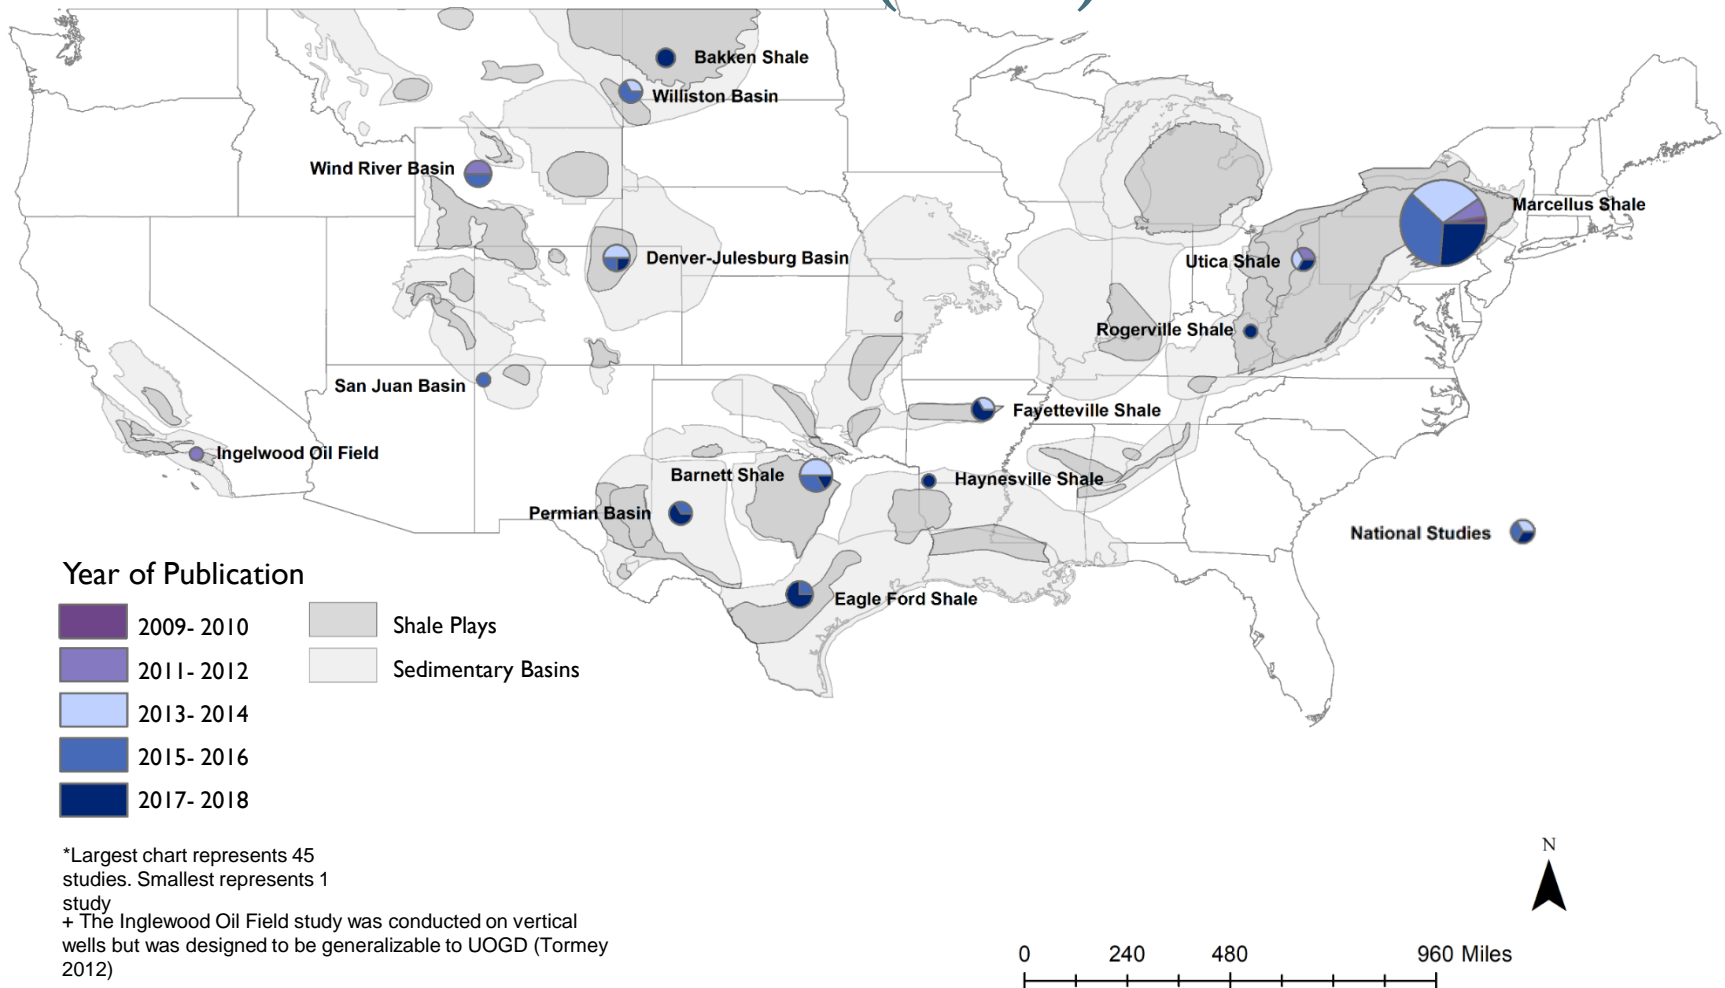 Bakken Shale
Williston Basin
Wind River Basin
Marcellus Shale
Denver-Julesburg Basin
Utica Shale
Rogerville Shale
San Juan Basin
Fayetteville Shale
Ingelwood Oil Field
Barnett Shale
Haynesville Shale
Permian Basin
National Studies
Eagle Ford Shale
Year of Publication
2009- 2010
2011- 2012
2013- 2014
2015- 2016
2017- 2018
Shale Plays
Sedimentary Basins
*Largest chart represents 45
studies. Smallest represents 1
study
+ The Inglewood Oil Field study was conducted on vertical
wells but was designed to be generalizable to UOGD (Tormey
2012)
N
0 240 480 960 Miles